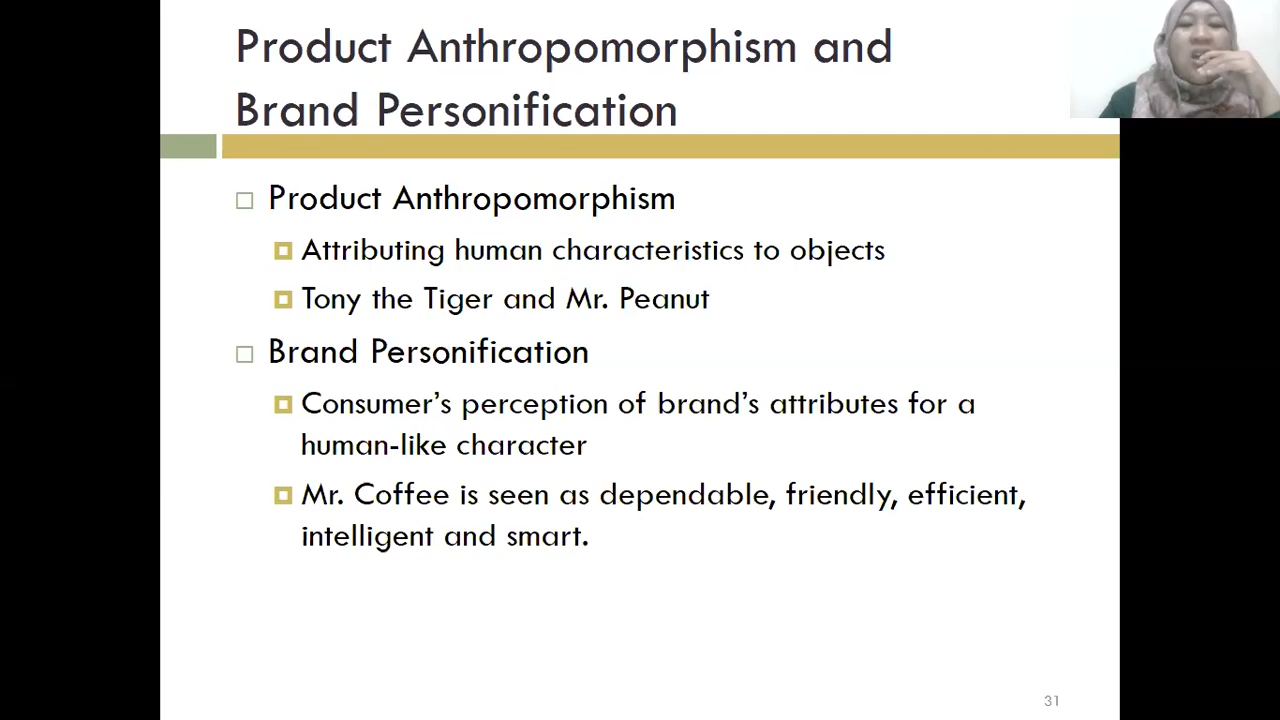 Product Anthropomorphism and
Brand Personification
Product Anthropomorphism
Attributing human characteristics to objects
Tony the Tiger and Mr. Peanut
Brand Personification
Consumer’s perception of brand’s attributes for a
human-like character
Mr. Coffee is seen as dependable, friendly, efficient,
intelligent and smart.
31